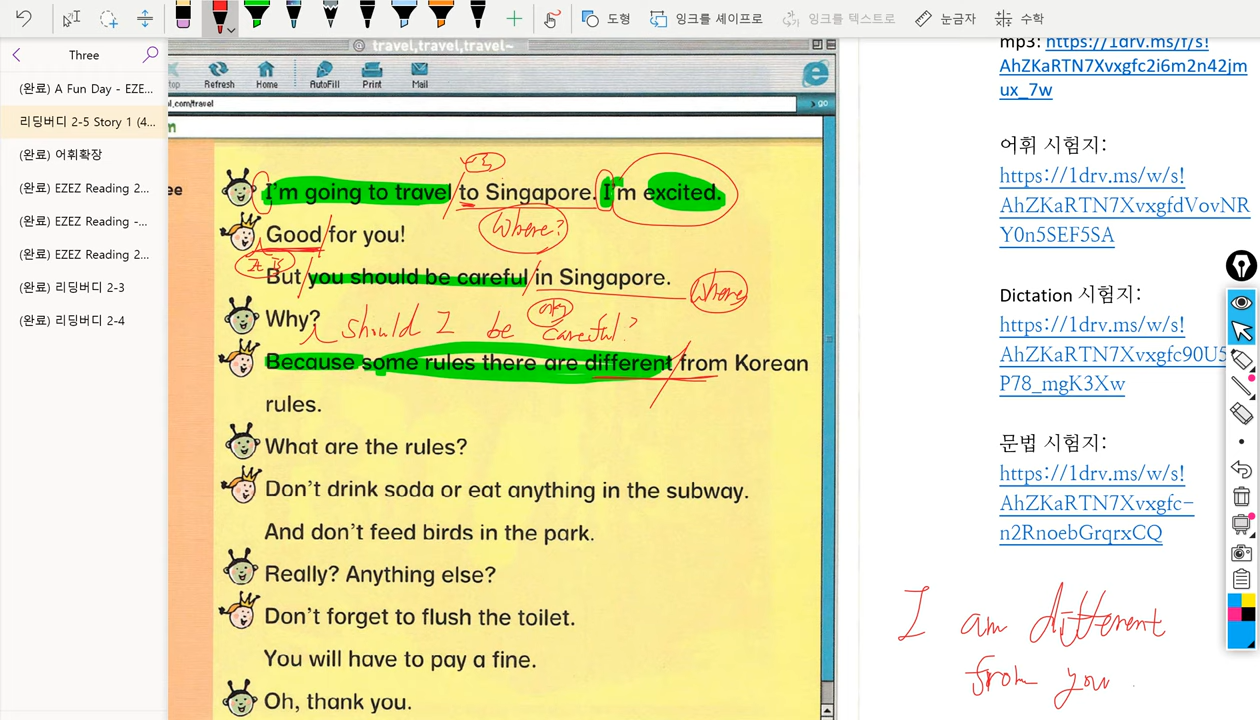 도형
잉크를 셰이프로
잉크를 텍스트로
눈금자
수학
Three
(완료) A Fun Day - EZE...
리딩버디 2-5 Story 1 (4...
(완료) 어휘확장
(완료) EZEZ Reading 2...
(완료) EZEZ Reading -...
(완료) EZEZ Reading 2...
(완료) 리딩버디 2-3
(완료) 리딩버디 2-4
@ travel,travel,travel~
Refresh
Home
AutoFill
Print
Mail
al.com/travel
go
ee
I'm going to travel to Singapore. I'm excited.
Where?
Good for you!
It is
But you should be careful in Singapore.
Where
Why?
should I be careful?
Because some rules there are different from Korean
rules.
What are the rules?
Don't drink soda or eat anything in the subway.
And don't feed birds in the park.
Really? Anything else?
Don't forget to flush the toilet.
You will have to pay a fine.
Oh, thank you.
mp3: https://1drv.ms/f/s!
AhZKaRTN7Xvxgfc2i6m2n42jm
ux_7w
어휘 시험지:
https://1drv.ms/w/s!
AhZKaRTN7XvxgfdVovNR
Y0n5SEF5SA
Dictation 시험지:
https://1drv.ms/w/s!
AhZKaRTN7Xvxgfc90U5
P78_mgK3Xw
문법 시험지:
https://1drv.ms/w/s!
AhZKaRTN7Xvxgfc-
n2RnoebGrqrxCQ
I am different
from you